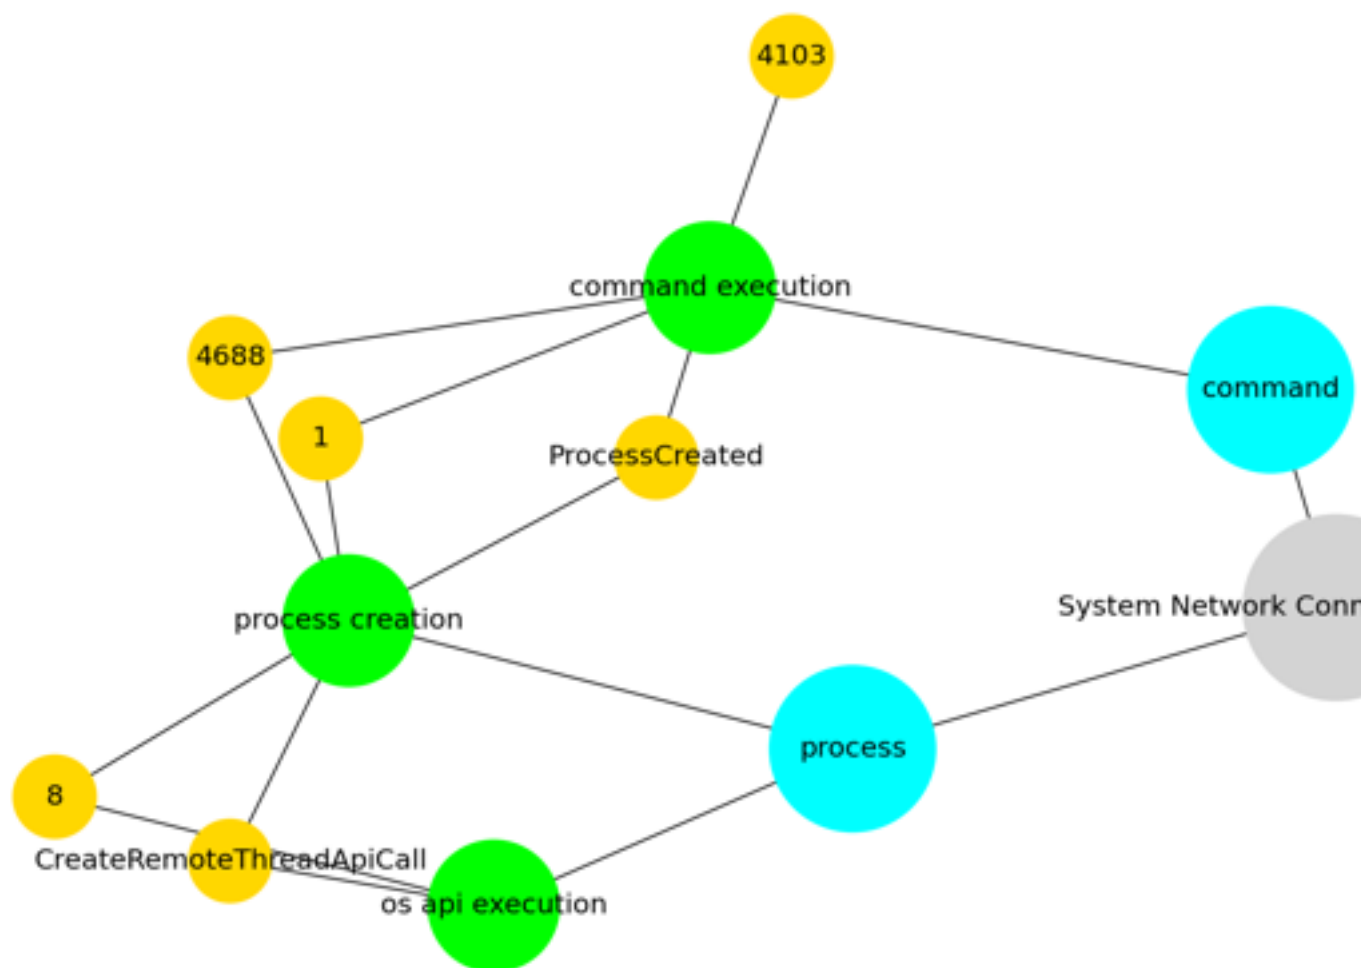 4103
command execution
4688
command
1
ProcessCreated
System Network Conn
process creation
process
8
CreateRemoteThreadApiCall
os api execution